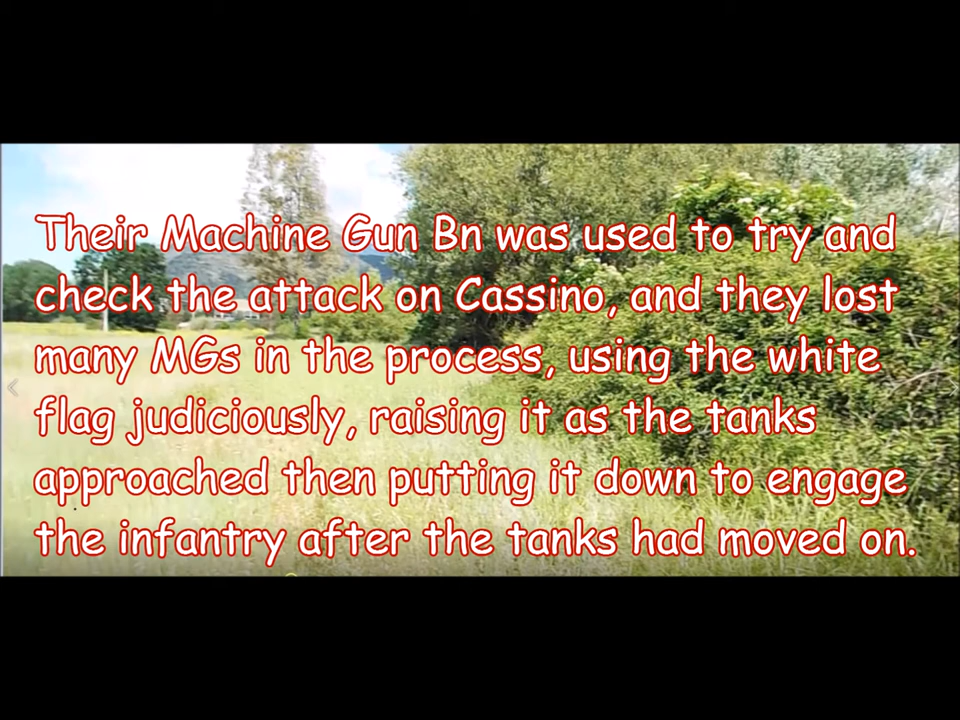 Their Machine Gun Bn was used to try and
check the attack on Cassino, and they lost
many MGs in the process, using the white
flag judiciously, raising it as the tanks
approached then putting it down to engage
the infantry after the tanks had moved on.